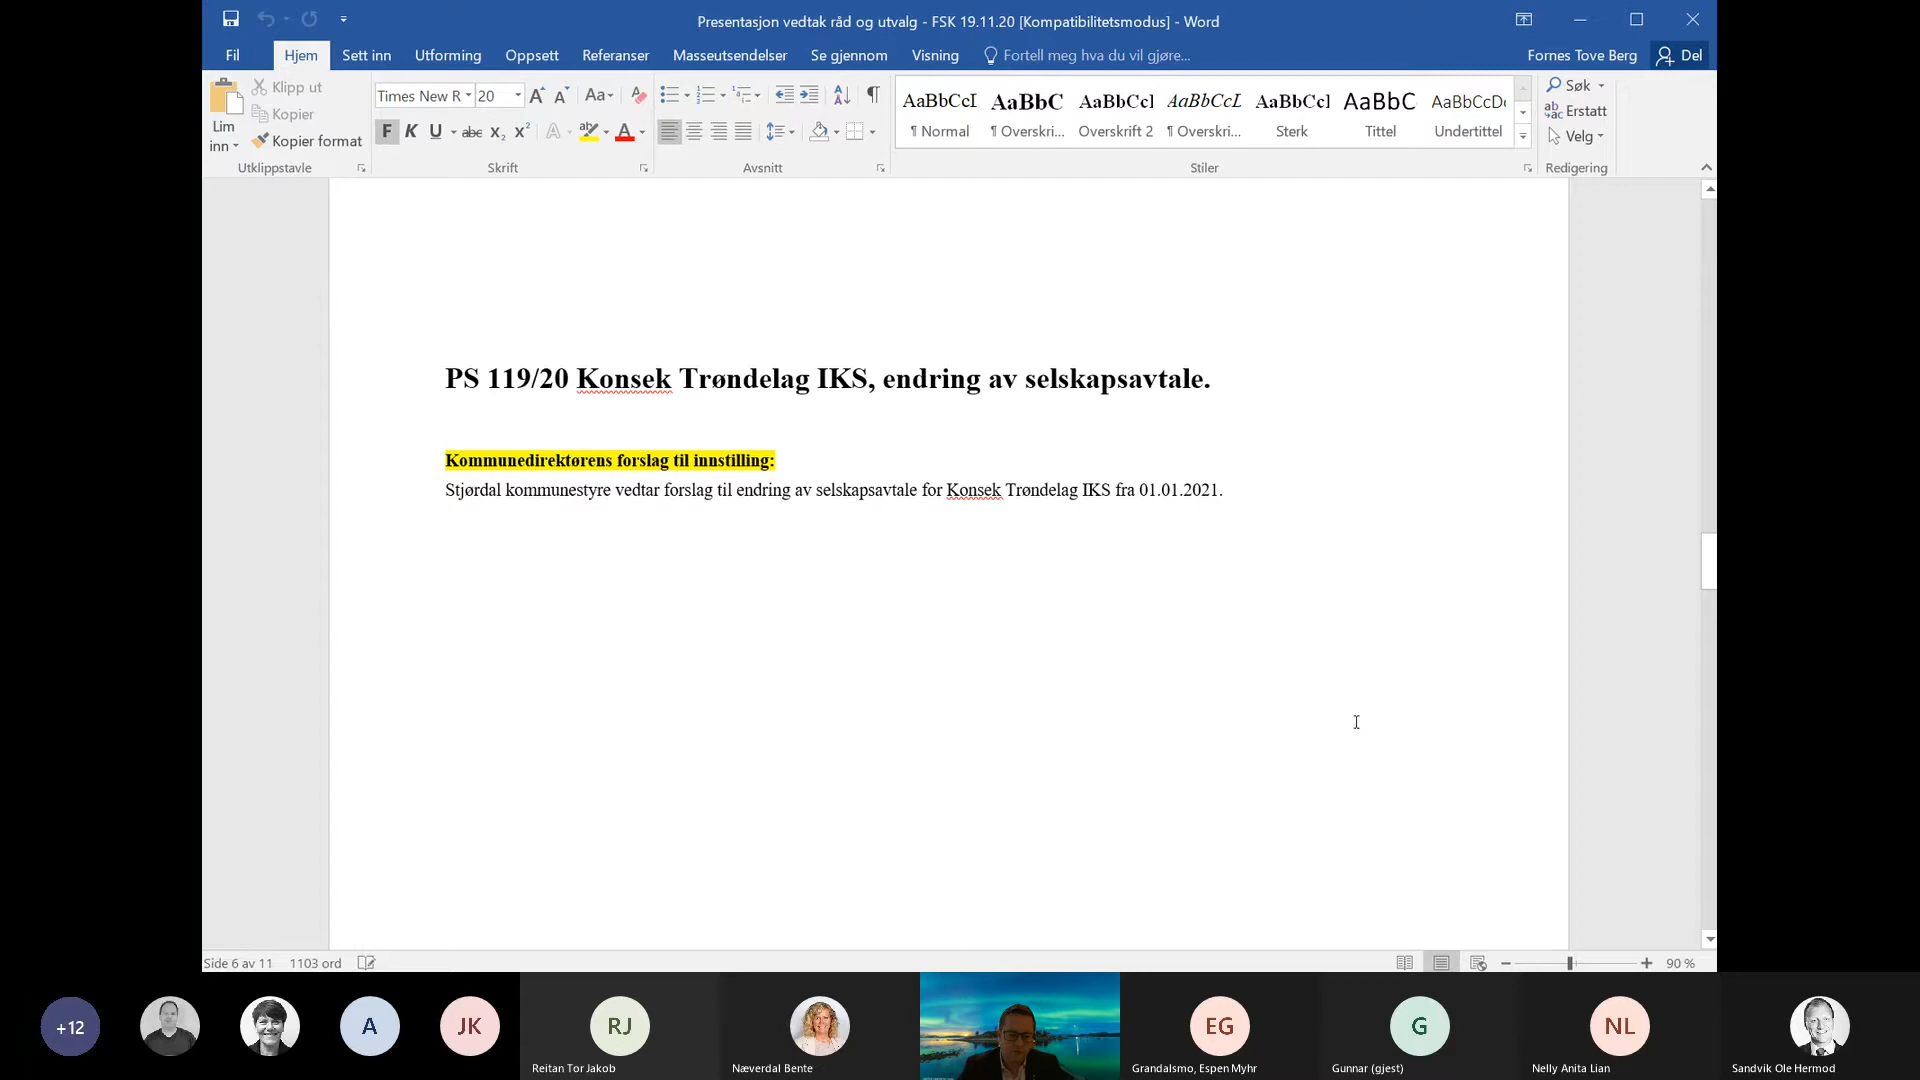 Presentasjon vedtak råd og utvalg - FSK 19.11.20 [Kompatibilitetsmodus] - Word
Fil Hjem Sett inn Utforming Oppsett Referanser Masseutsendelser Se gjennom Visning Fortell meg hva du vil gjøre... Fornes Tove Berg Del
Lim inn
Klipp ut
Kopier
Kopier format
Utklippstavle
Times New R 20 Aa
F K U abc x₂ x² A ab A
Skrift
Avsnitt
AaBbCcI AaBbC AaBbCcI AaBbCcL AaBbCcI AaBbC AaBbCcD
¶ Normal ¶ Overskri... Overskrift 2 ¶ Overskri... Sterk Tittel Undertittel
Stiler
Søk
Erstatt
Velg
Redigering
PS 119/20 Konsek Trøndelag IKS, endring av selskapsavtale.
Kommunedirektørens forslag til innstilling:
Stjørdal kommunestyre vedtar forslag til endring av selskapsavtale for Konsek Trøndelag IKS fra 01.01.2021.
Side 6 av 11 1103 ord 90 %
+12 A JK RJ EG G NL
Reitan Tor Jakob Næverdal Bente Grandalsmo, Espen Myhr Gunnar (gjest) Nelly Anita Lian Sandvik Ole Hermod